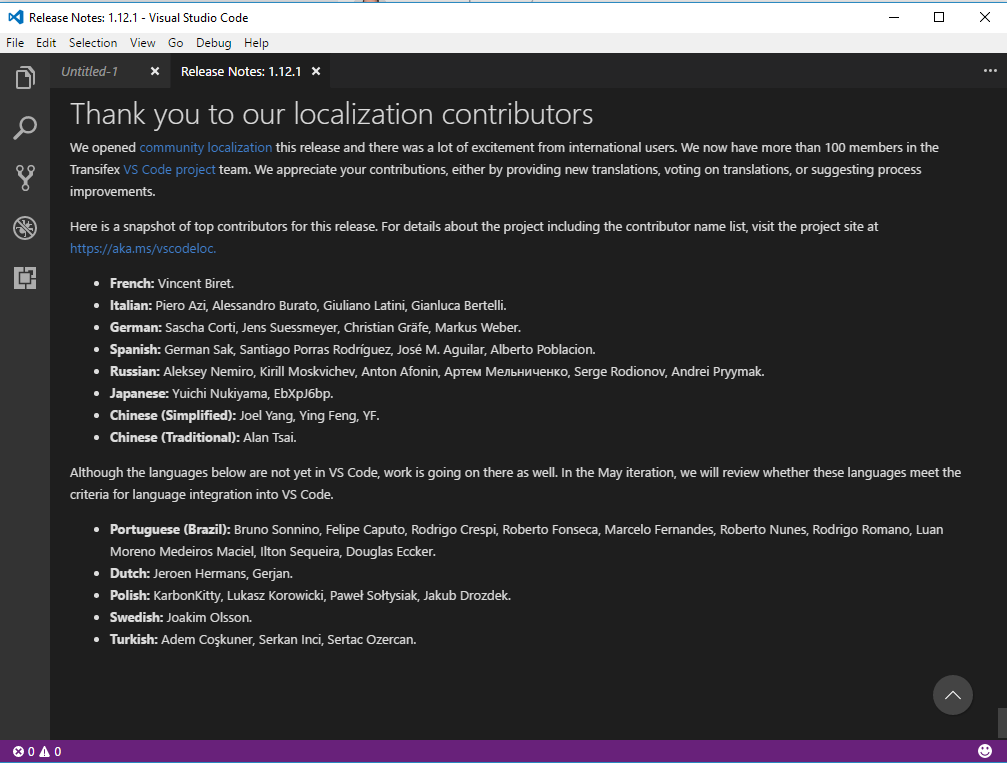 Release Notes: 1.12.1 - Visual Studio Code
File Edit Selection View Go Debug Help
Untitled-1 Release Notes: 1.12.1
Thank you to our localization contributors
We opened community localization this release and there was a lot of excitement from international users. We now have more than 100 members in the
Transifex VS Code project team. We appreciate your contributions, either by providing new translations, voting on translations, or suggesting process
improvements.
Here is a snapshot of top contributors for this release. For details about the project including the contributor name list, visit the project site at
https://aka.ms/vscodeloc.
• French: Vincent Biret.
• Italian: Piero Azi, Alessandro Burato, Giuliano Latini, Gianluca Bertelli.
• German: Sascha Corti, Jens Suessmeyer, Christian Gräfe, Markus Weber.
• Spanish: German Sak, Santiago Porras Rodríguez, José M. Aguilar, Alberto Poblacion.
• Russian: Aleksey Nemiro, Kirill Moskvichev, Anton Afonin, Артем Мельниченко, Serge Rodionov, Andrei Pryymak.
• Japanese: Yuichi Nukiyama, EbXpJ6bp.
• Chinese (Simplified): Joel Yang, Ying Feng, YF.
• Chinese (Traditional): Alan Tsai.
Although the languages below are not yet in VS Code, work is going on there as well. In the May iteration, we will review whether these languages meet the
criteria for language integration into VS Code.
• Portuguese (Brazil): Bruno Sonnino, Felipe Caputo, Rodrigo Crespi, Roberto Fonseca, Marcelo Fernandes, Roberto Nunes, Rodrigo Romano, Luan
Moreno Medeiros Maciel, Ilton Sequeira, Douglas Eccker.
• Dutch: Jeroen Hermans, Gerjan.
• Polish: KarbonKitty, Lukasz Korowicki, Paweł Sołtysiak, Jakub Drozdek.
• Swedish: Joakim Olsson.
• Turkish: Adem Coşkuner, Serkan Inci, Sertac Ozercan.
0 0